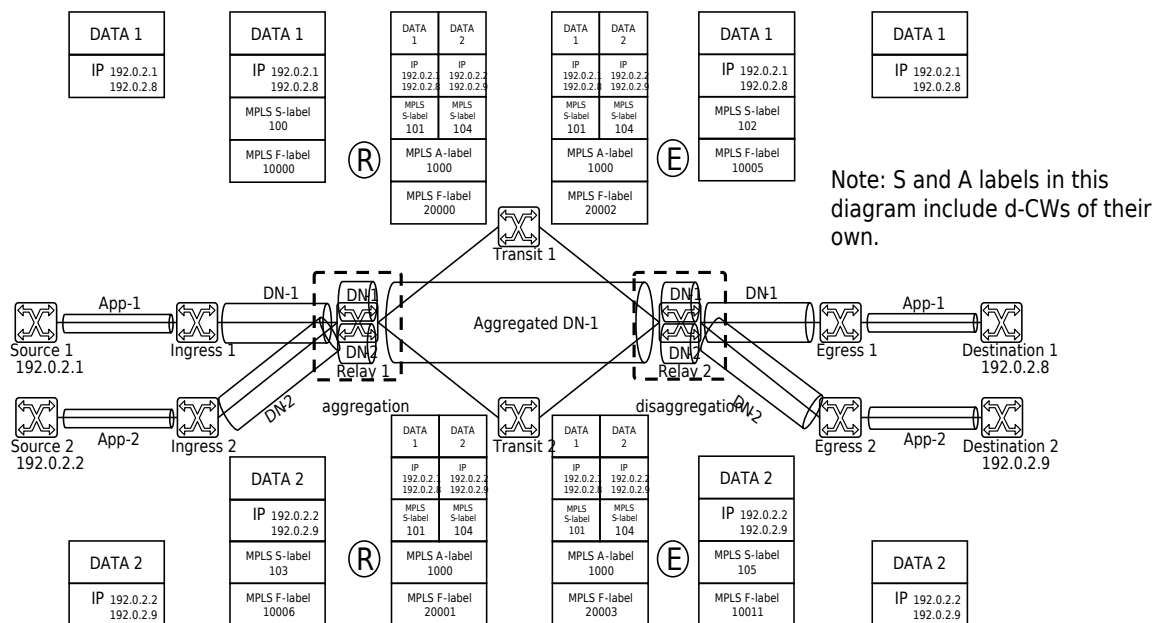 DATA 1
IP 192.0.2.1
192.0.2.8
DATA 1
IP 192.0.2.1
192.0.2.8
MPLS S-label
100
MPLS F-label
10000
R
DATA
1
DATA
2
IP
192.0.2.1
192.0.2.8
IP
192.0.2.2
192.0.2.9
MPLS
S-label
101
MPLS
S-label
104
MPLS A-label
1000
MPLS F-label
20000
DATA
1
DATA
2
IP
192.0.2.1
192.0.2.8
IP
192.0.2.2
192.0.2.9
MPLS
S-label
101
MPLS
S-label
104
MPLS A-label
1000
MPLS F-label
20002
E
DATA 1
IP 192.0.2.1
192.0.2.8
MPLS S-label
102
MPLS F-label
10005
DATA 1
IP 192.0.2.1
192.0.2.8
Note: S and A labels in this
diagram include d-CWs of their
own.
Transit 1
App-1
DN-1
DN-1
Aggregated DN-1
DN-1
DN-1
App-1
Source 1
192.0.2.1
Ingress 1
DN-2
Relay 1
DN-2
Relay 2
Egress 1
Destination 1
192.0.2.8
DN-2
aggregation
disaggregation
DN-2
App-2
App-2
Source 2
192.0.2.2
Ingress 2
Transit 2
Egress 2
Destination 2
192.0.2.9
DATA 2
IP 192.0.2.2
192.0.2.9
DATA 2
IP 192.0.2.2
192.0.2.9
MPLS S-label
103
MPLS F-label
10006
R
DATA
1
DATA
2
IP
192.0.2.1
192.0.2.8
IP
192.0.2.2
192.0.2.9
MPLS
S-label
101
MPLS
S-label
104
MPLS A-label
1000
MPLS F-label
20001
DATA
1
DATA
2
IP
192.0.2.1
192.0.2.8
IP
192.0.2.2
192.0.2.9
MPLS
S-label
101
MPLS
S-label
104
MPLS A-label
1000
MPLS F-label
20003
E
DATA 2
IP 192.0.2.2
192.0.2.9
MPLS S-label
105
MPLS F-label
10011
DATA 2
IP 192.0.2.2
192.0.2.9